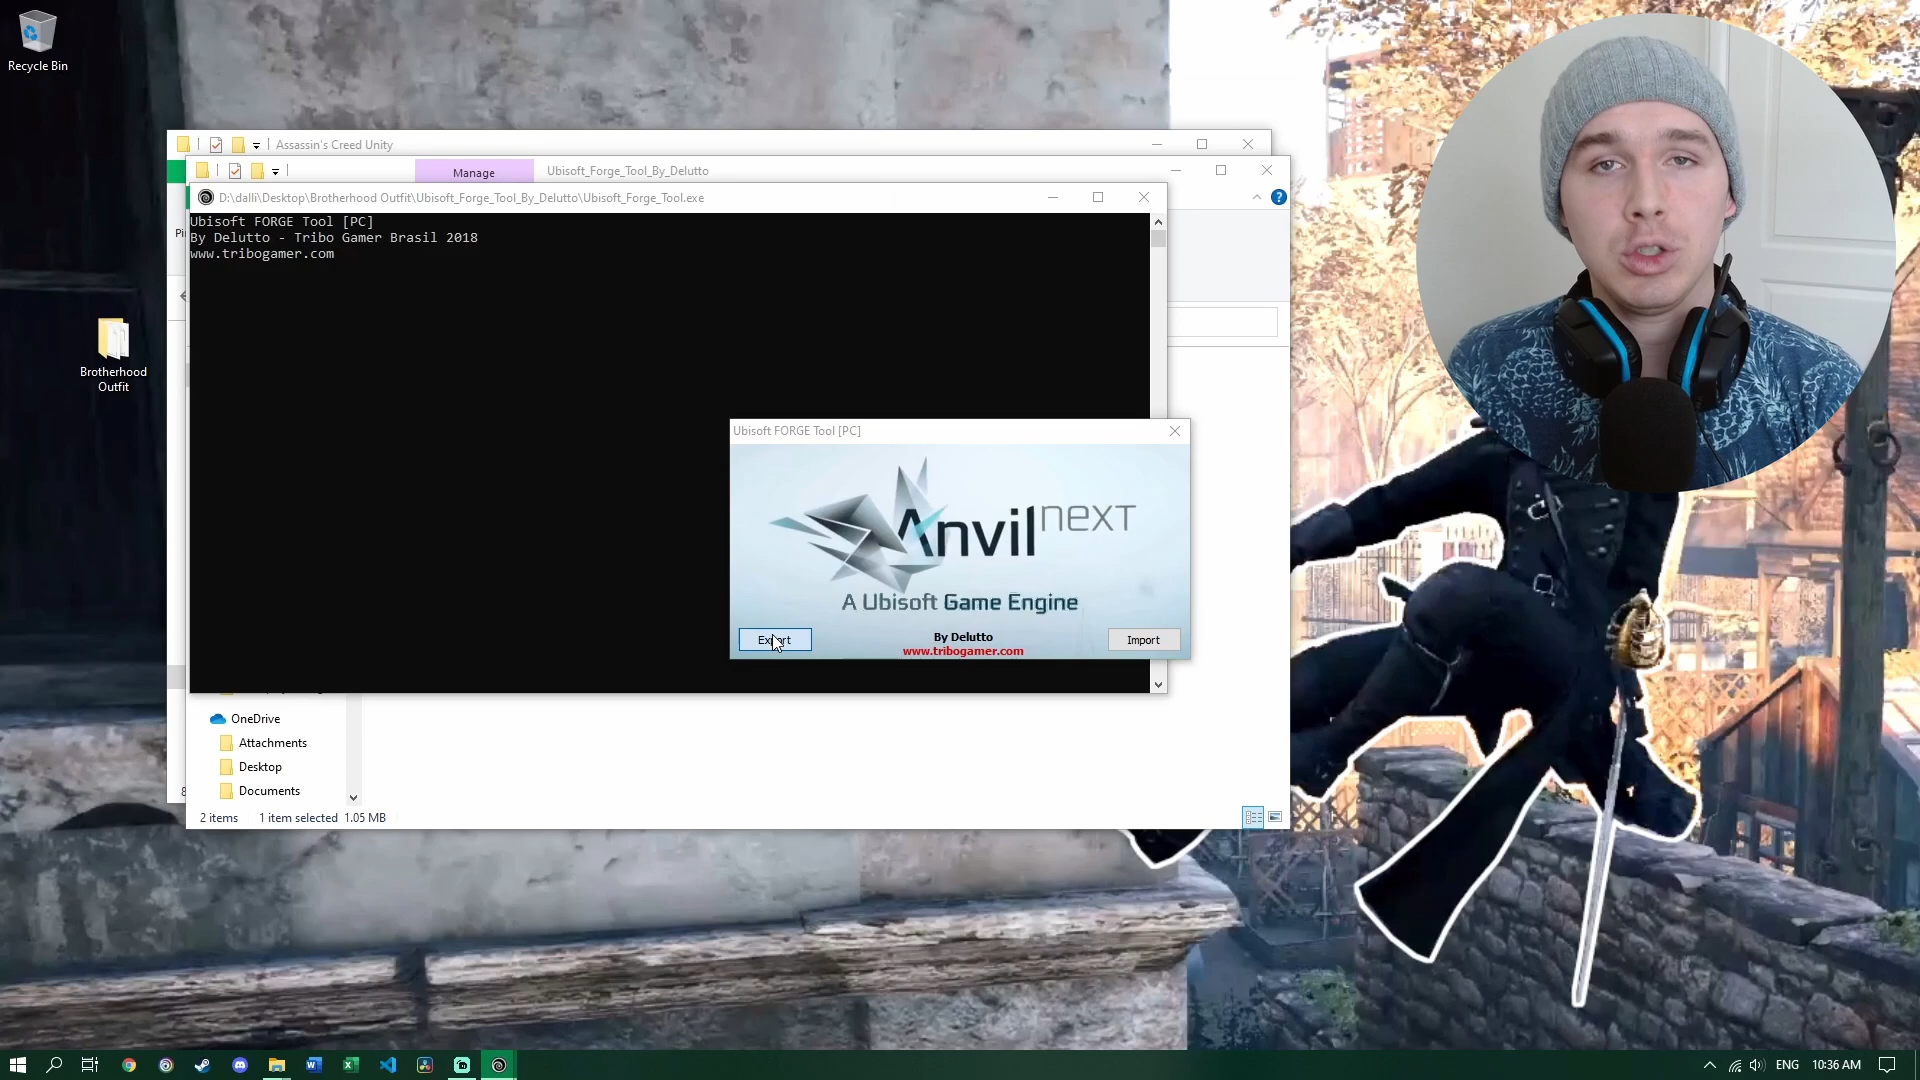 Recycle Bin
Assassin's Creed Unity
Manage
Ubisoft_Forge_Tool_By_Delutto
D:\dalli\Desktop\Brotherhood Outfit\Ubisoft_Forge_Tool_By_Delutto\Ubisoft_Forge_Tool.exe
Ubisoft FORGE Tool [PC]
By Delutto - Tribo Gamer Brasil 2018
www.tribogamer.com
Brotherhood
Outfit
Ubisoft FORGE Tool [PC]
Anvil NEXT
A Ubisoft Game Engine
Export
By Delutto
www.tribogamer.com
Import
OneDrive
Attachments
Desktop
Documents
2 items 1 item selected 1.05 MB
ENG 10:36 AM